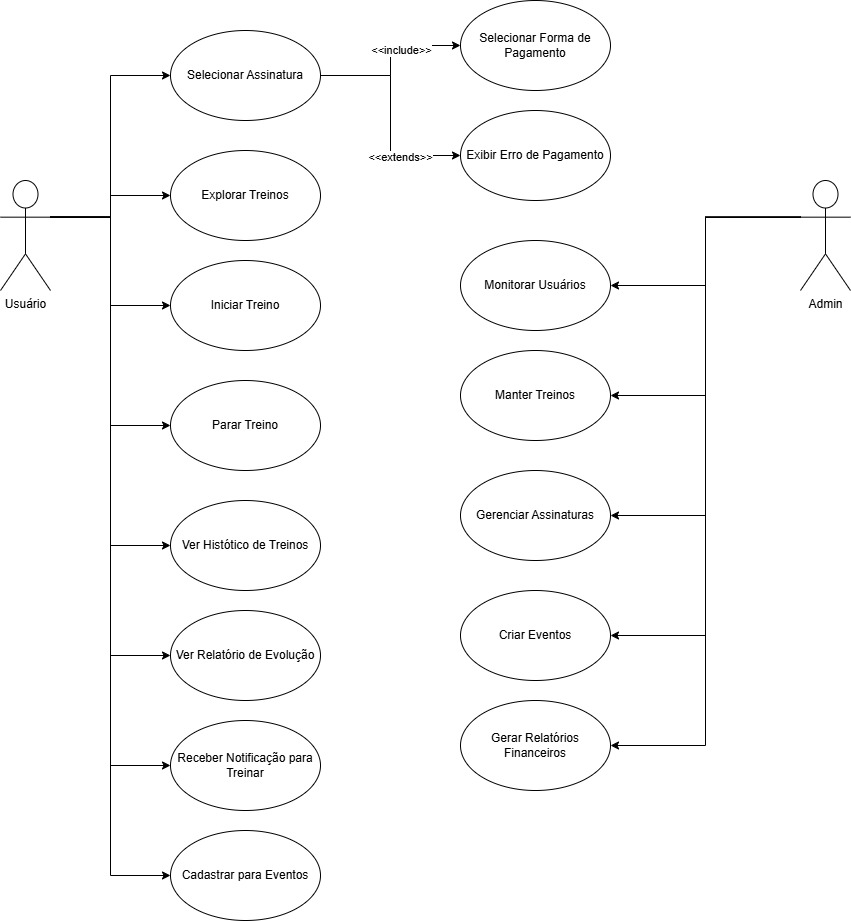 Selecionar Forma de
Pagamento
<<include>>
Selecionar Assinatura
<<extends>>
Exibir Erro de Pagamento
Explorar Treinos
Usuário
Iniciar Treino
Parar Treino
Ver Histótico de Treinos
Ver Relatório de Evolução
Receber Notificação para
Treinar
Cadastrar para Eventos
Admin
Monitorar Usuários
Manter Treinos
Gerenciar Assinaturas
Criar Eventos
Gerar Relatórios
Financeiros